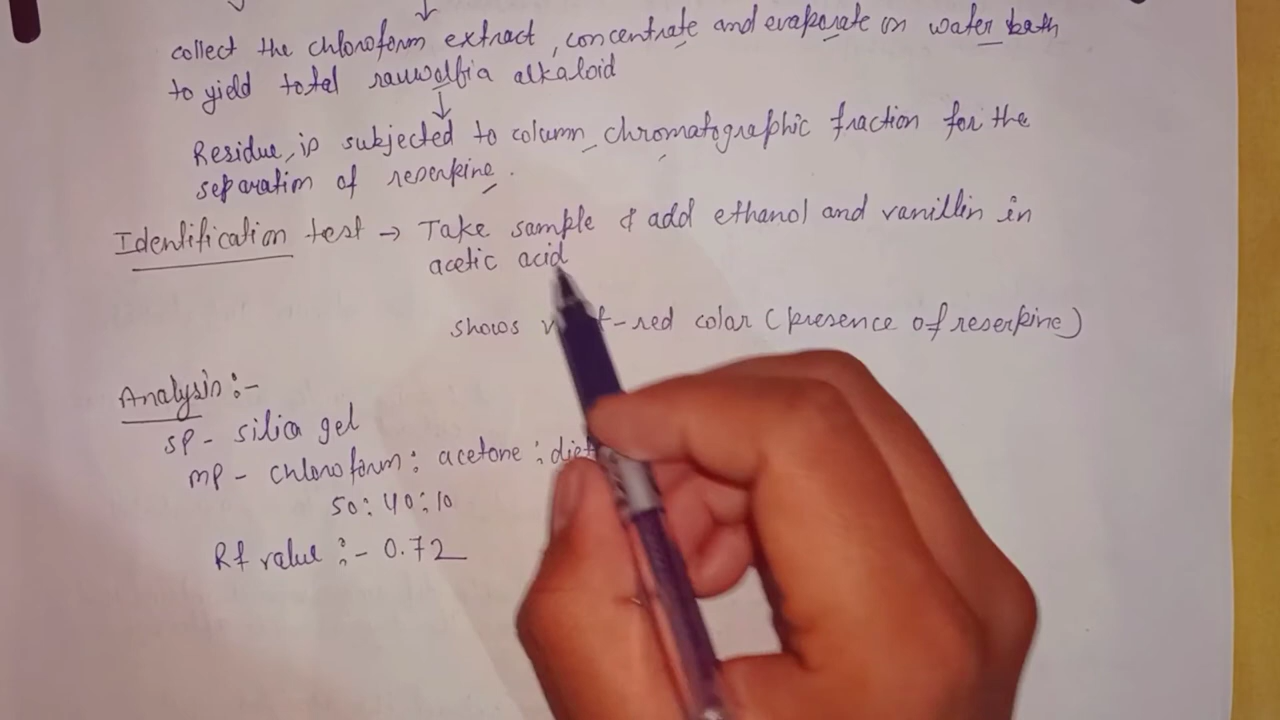 collect the chloroform extract, concentrate and evaporate on water bath
to yield total rauwolfia alkaloid
Residue, is subjected to column chromatographic fraction for the
separation of reserpine.
Identification test → Take sample & add ethanol and vanillin in
acetic acid
shows -red color (presence of reserpine)
Analysis :-
SP - silica gel
MP - chloroform : acetone :
50:40:10
Rf value :- 0.72